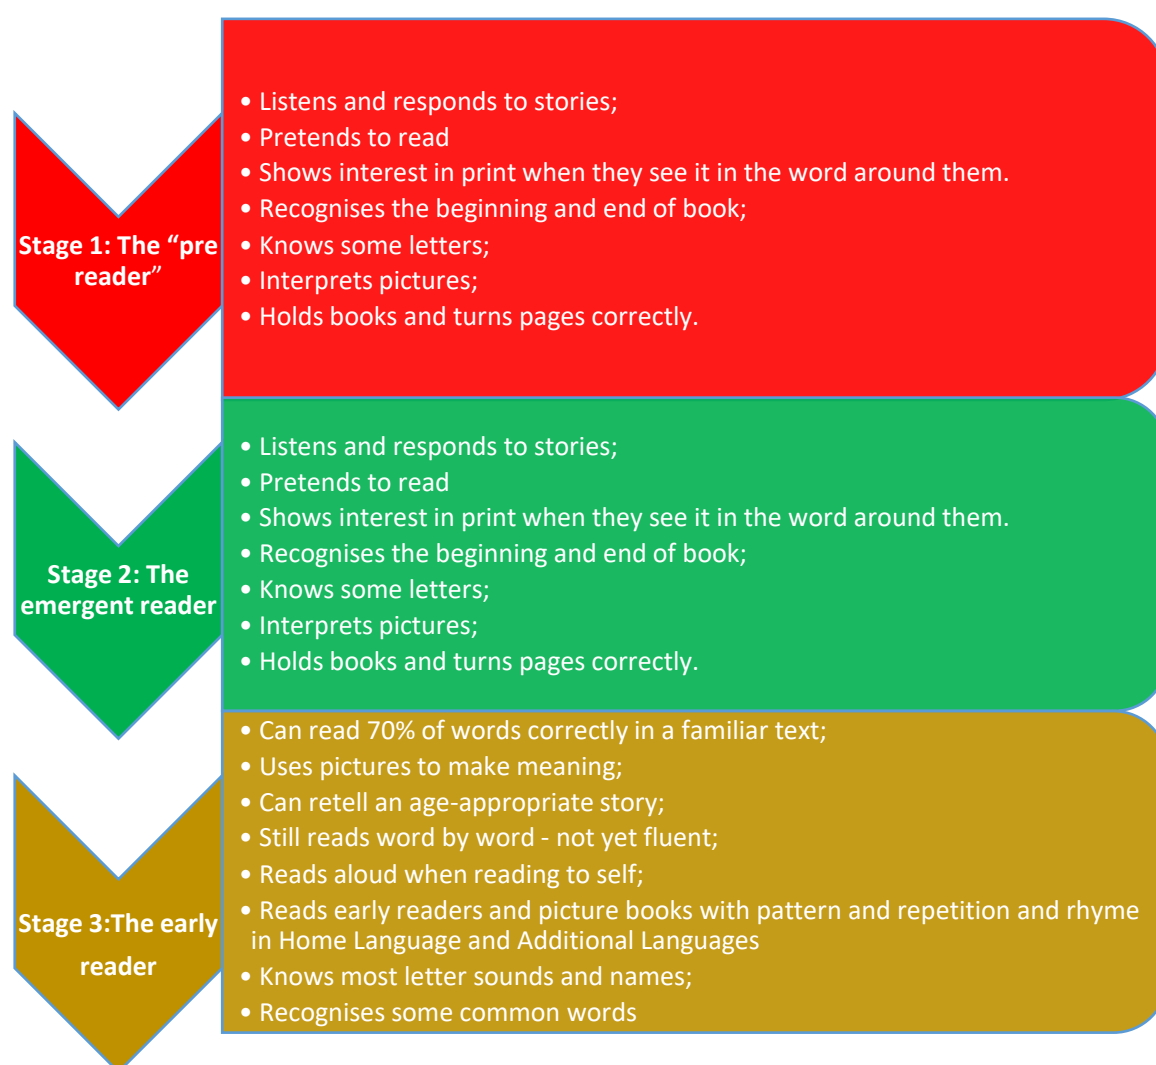 Stage 1: The “pre
reader”
• Listens and responds to stories;
• Pretends to read
• Shows interest in print when they see it in the word around them.
• Recognises the beginning and end of book;
• Knows some letters;
• Interprets pictures;
• Holds books and turns pages correctly.
Stage 2: The
emergent reader
• Listens and responds to stories;
• Pretends to read
• Shows interest in print when they see it in the word around them.
• Recognises the beginning and end of book;
• Knows some letters;
• Interprets pictures;
• Holds books and turns pages correctly.
Stage 3:The early
reader
• Can read 70% of words correctly in a familiar text;
• Uses pictures to make meaning;
• Can retell an age-appropriate story;
• Still reads word by word - not yet fluent;
• Reads aloud when reading to self;
• Reads early readers and picture books with pattern and repetition and rhyme
in Home Language and Additional Languages
• Knows most letter sounds and names;
• Recognises some common words